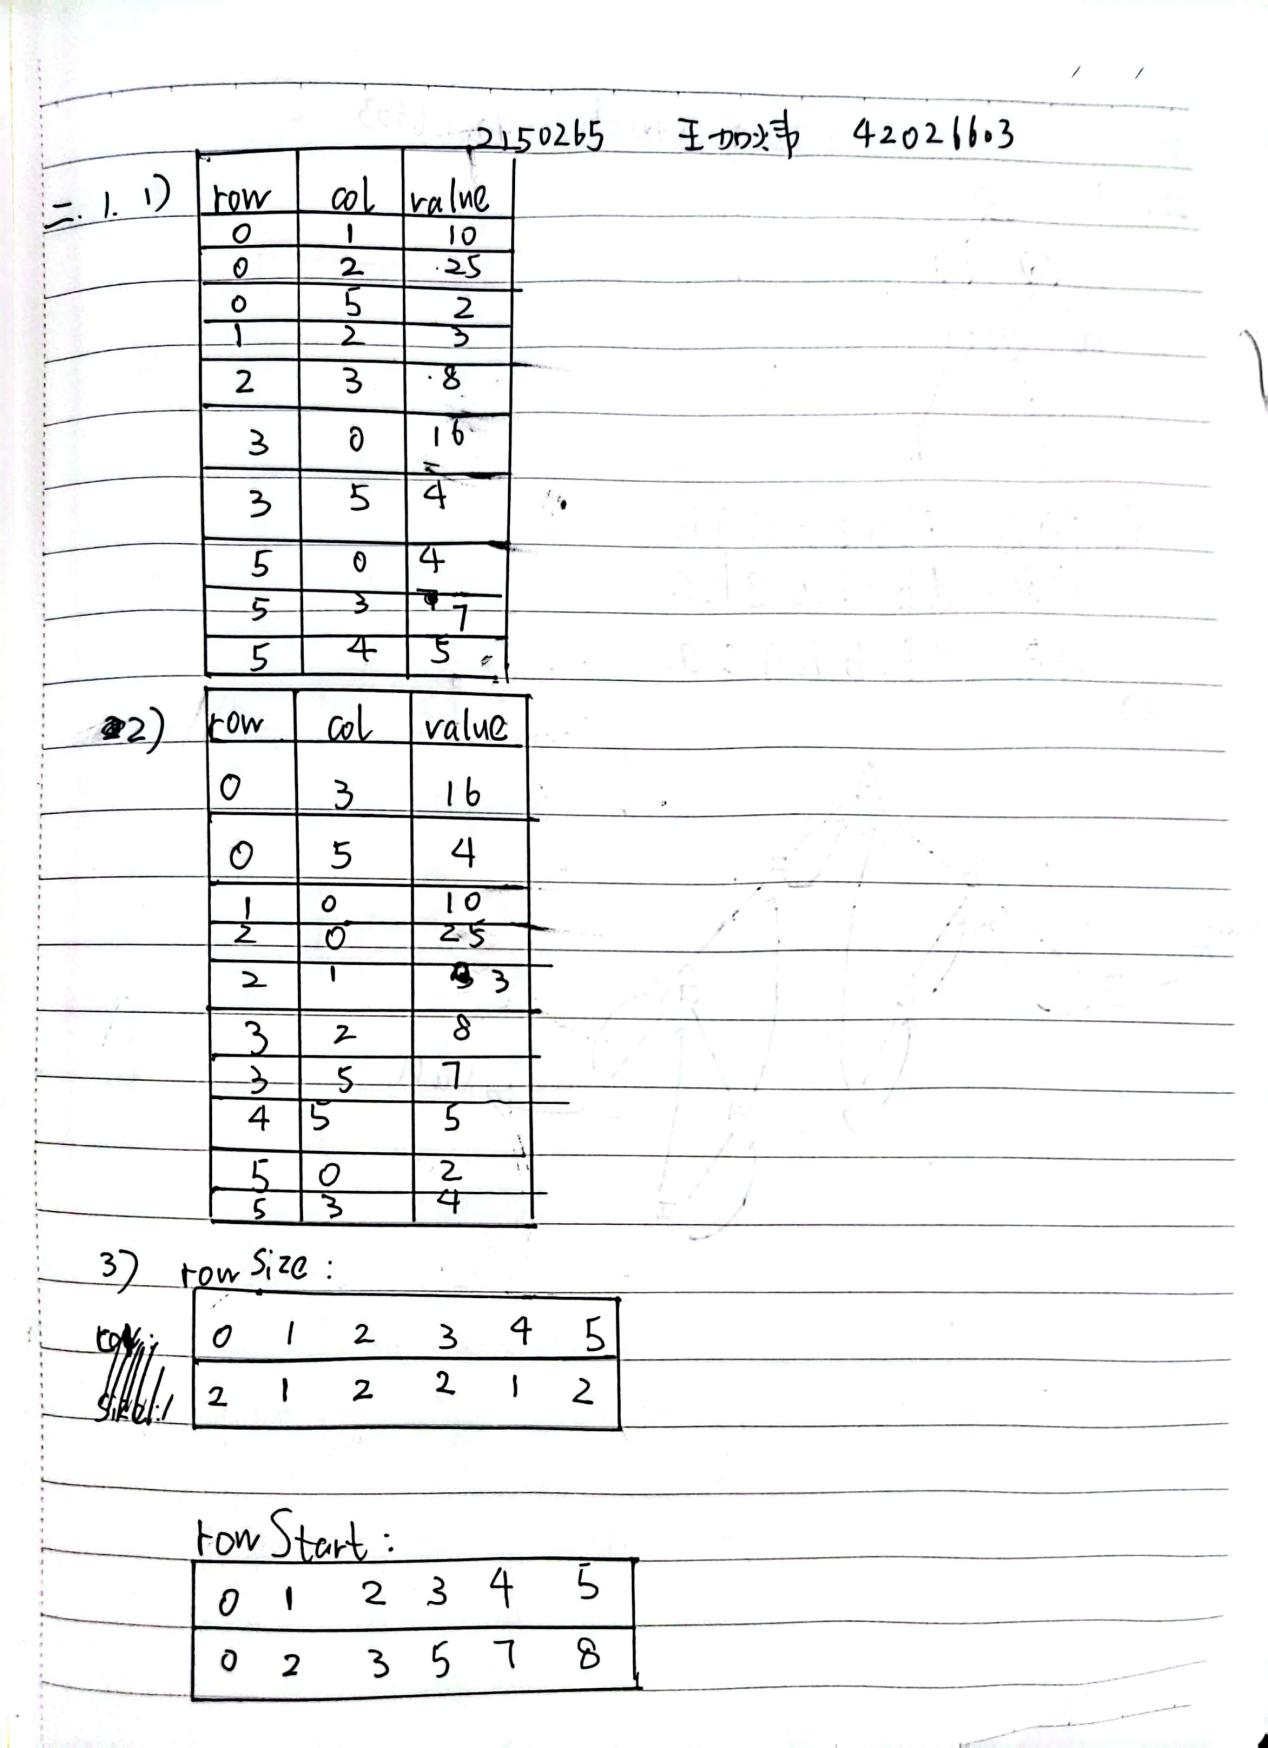 2150265 王加炜 42026603
二.1. 1)
row col value
0 1 10
0 2 25
0 5 2
1 2 3
2 3 8
3 0 16
3 5 4
5 0 4
5 3 7
5 4 5
2)
row col value
0 3 16
0 5 4
1 0 10
2 0 25
2 1 3
3 2 8
3 5 7
4 5 5
5 0 2
5 3 4
3) row Size:
0 1 2 3 4 5
2 1 2 2 1 2
row Start:
0 1 2 3 4 5
0 2 3 5 7 8